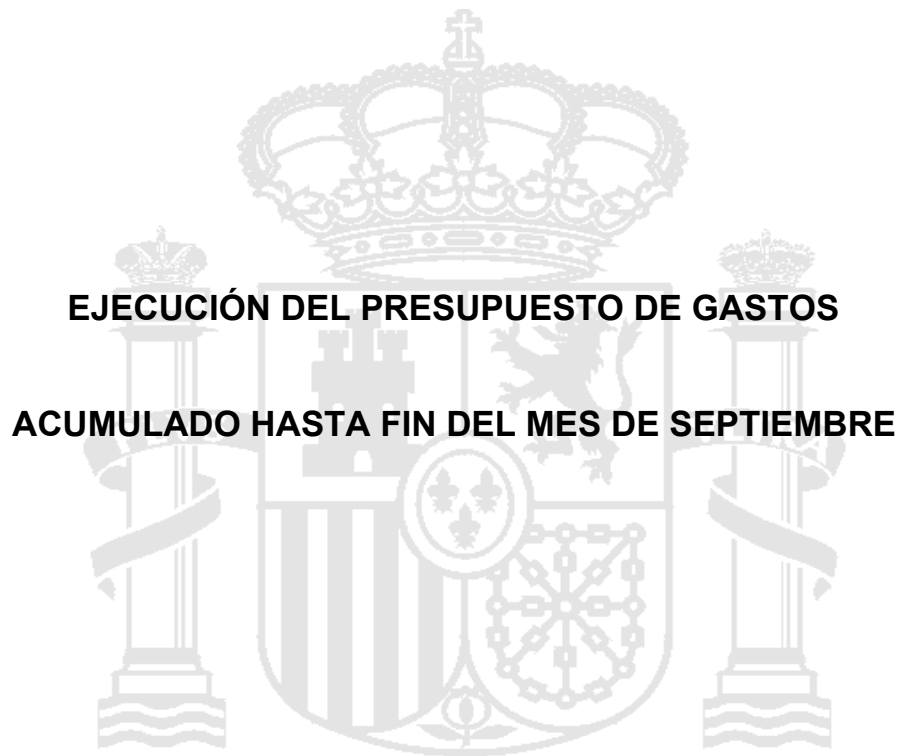 EJECUCIÓN DEL PRESUPUESTO DE GASTOS
ACUMULADO HASTA FIN DEL MES DE SEPTIEMBRE